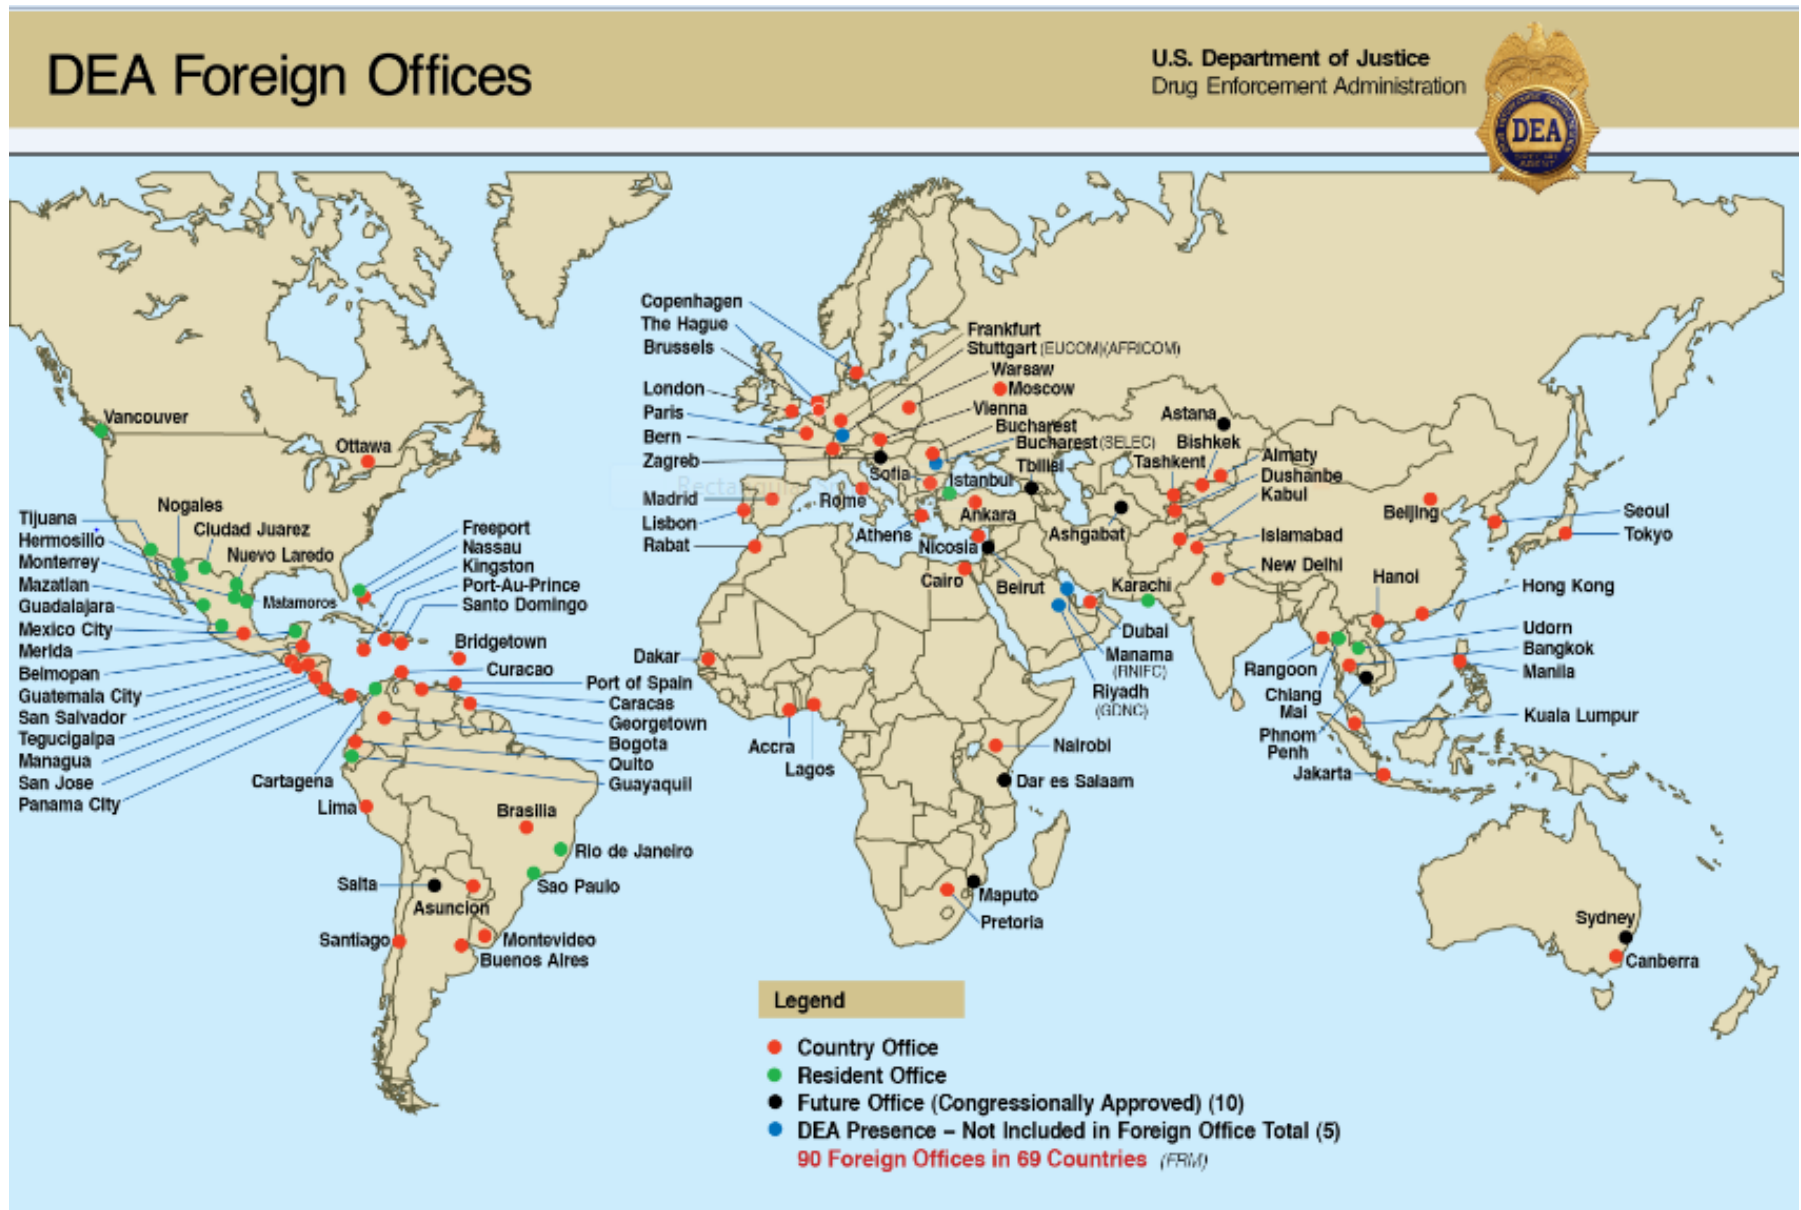 DEA Foreign Offices
U.S. Department of Justice
Drug Enforcement Administration
DEA
Vancouver
Ottawa
Nogales
Tijuana
Ciudad Juarez
Hermosillo
Nuevo Laredo
Monterrey
Mazatlan
Matamoros
Guadalajara
Mexico City
Merida
Belmopan
Guatemala City
San Salvador
Tegucigalpa
Managua
San Jose
Panama City
Freeport
Nassau
Kingston
Port-Au-Prince
Santo Domingo
Bridgetown
Curacao
Port of Spain
Caracas
Georgetown
Bogota
Quito
Guayaquil
Cartagena
Lima
Brasilia
Rio de Janeiro
Sao Paulo
Salta
Asuncion
Santiago
Montevideo
Buenos Aires
Copenhagen
The Hague
Brussels
London
Paris
Bern
Zagreb
Madrid
Lisbon
Rabat
Frankfurt
Stuttgart (EUCOM)(AFRICOM)
Warsaw
Moscow
Vienna
Bucharest
Bucharest (SELEC)
Sofia
Istanbul
Tbilisi
Rome
Athens
Ankara
Nicosia
Cairo
Beirut
Astana
Bishkek
Tashkent
Almaty
Dushanbe
Kabul
Ashgabat
Islamabad
New Delhi
Karachi
Dubai
Manama
(RNIFC)
Riyadh
(GDNC)
Dakar
Accra
Lagos
Nairobi
Dar es Salaam
Maputo
Pretoria
Beijing
Seoul
Tokyo
Hanoi
Hong Kong
Udorn
Bangkok
Manila
Rangoon
Chiang
Mai
Phnom
Penh
Kuala Lumpur
Jakarta
Sydney
Canberra
Legend
Country Office
Resident Office
Future Office (Congressionally Approved) (10)
DEA Presence – Not Included in Foreign Office Total (5)
90 Foreign Offices in 69 Countries (FRM)